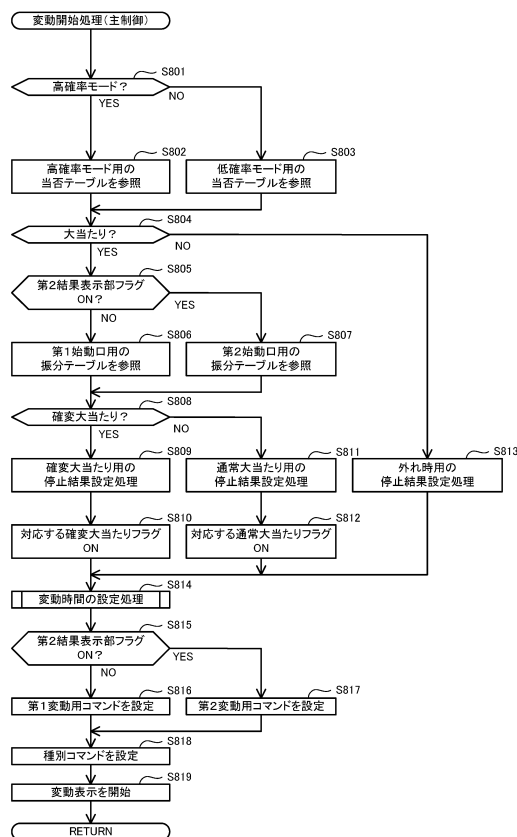 変動開始処理(主制御)
S801
高確率モード?
YES
NO
S802
高確率モード用の
当否テーブルを参照
S803
低確率モード用の
当否テーブルを参照
S804
大当たり?
YES
NO
S805
第2結果表示部フラグ
ON?
YES
NO
S806
第1始動口用の
振分テーブルを参照
S807
第2始動口用の
振分テーブルを参照
S808
確変大当たり?
YES
NO
S809
確変大当たり用の
停止結果設定処理
S811
通常大当たり用の
停止結果設定処理
S813
外れ時用の
停止結果設定処理
S810
対応する確変大当たりフラグ
ON
S812
対応する通常大当たりフラグ
ON
S814
変動時間の設定処理
S815
第2結果表示部フラグ
ON?
YES
NO
S816
第1変動用コマンドを設定
S817
第2変動用コマンドを設定
S818
種別コマンドを設定
S819
変動表示を開始
RETURN